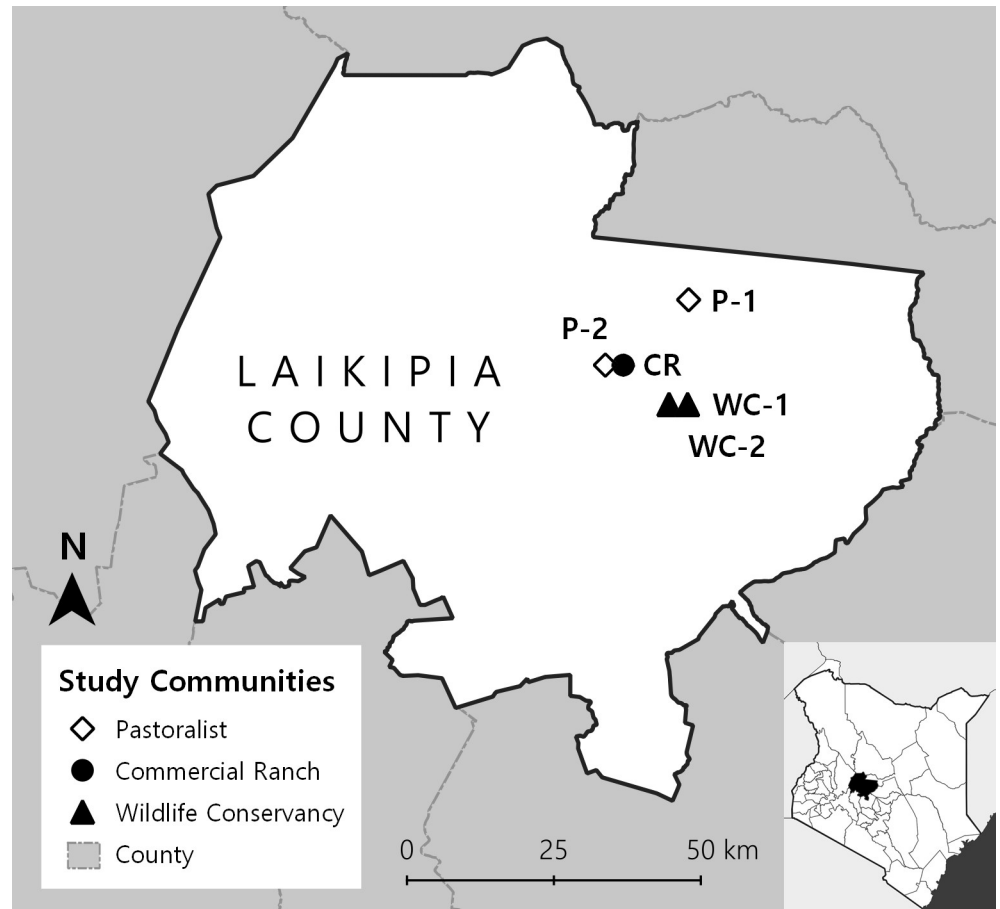 P-1
P-2
CR
LAIKIPIA
COUNTY
WC-1
WC-2
N
Study Communities
Pastoralist
Commercial Ranch
Wildlife Conservancy
County
0 25 50 km